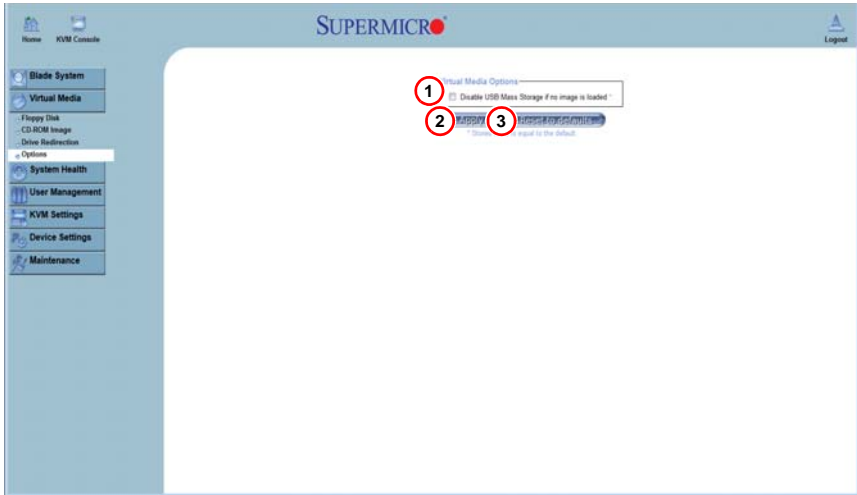 Home
KVM Console
SUPERMICR
Logout
Blade System
Virtual Media
Floppy Disk
CD-ROM Image
Drive Redirection
Options
System Health
User Management
KVM Settings
Device Settings
Maintenance
Virtual Media Options
1
Disable USB Mass Storage if no image is loaded *
2 Apply 3 Reset to defaults
* Stored equal to the default.